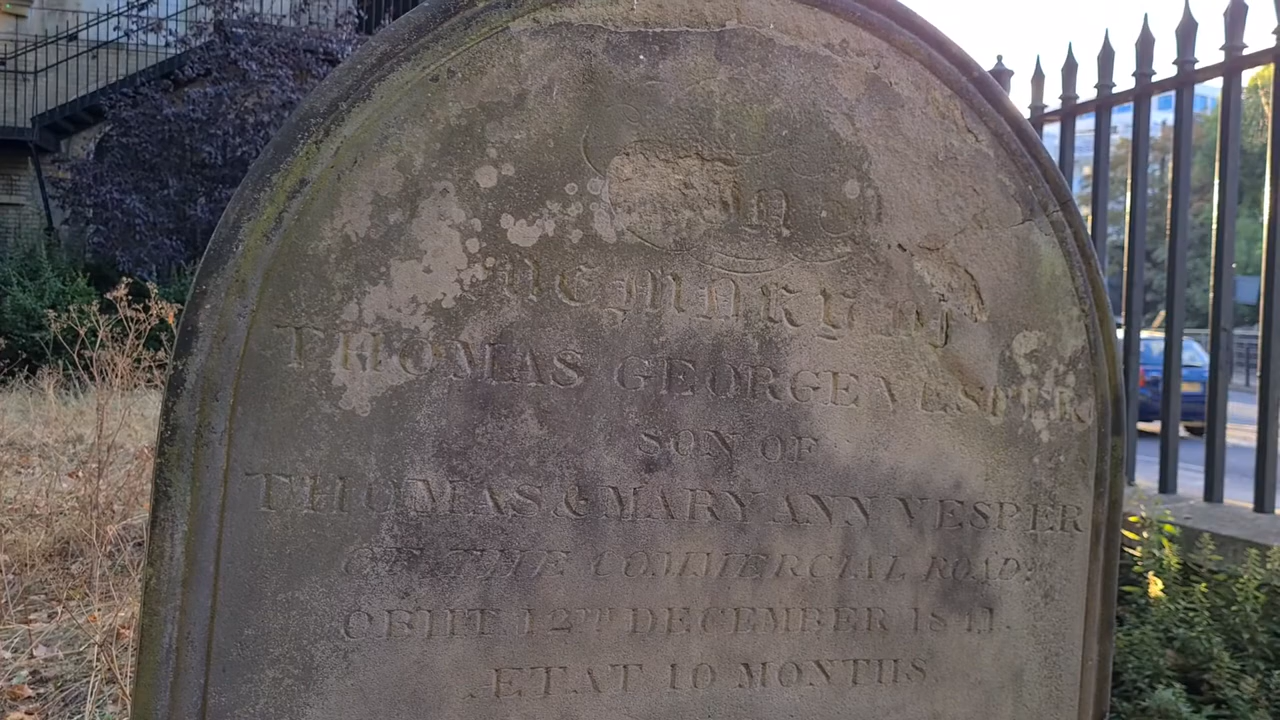 In
Memory of
THOMAS GEORGE VESPER
SON OF
THOMAS & MARY ANN VESPER
OF THE COMMERCIAL ROAD,
OBIIT 12TH DECEMBER 1841.
ÆTAT 10 MONTHS